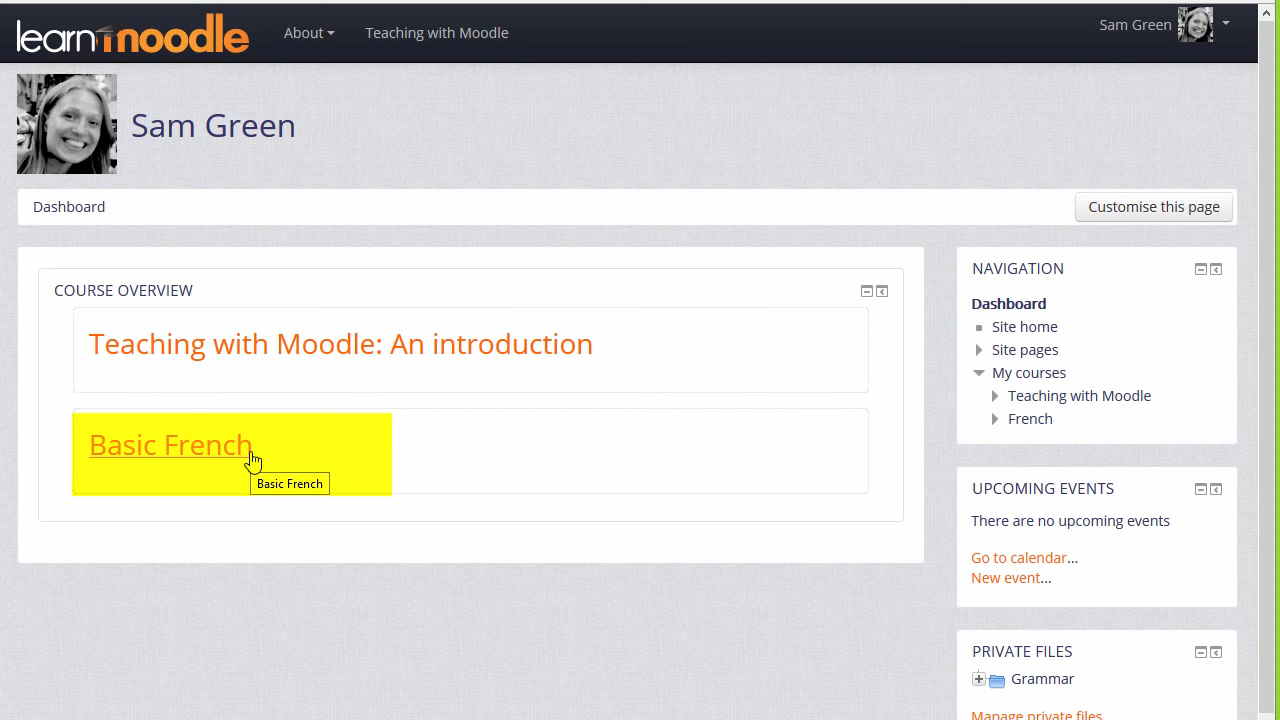 learn moodle
About
Teaching with Moodle
Sam Green
Sam Green
Dashboard
Customise this page
COURSE OVERVIEW
Teaching with Moodle: An introduction
Basic French
Basic French
NAVIGATION
Dashboard
Site home
Site pages
My courses
Teaching with Moodle
French
UPCOMING EVENTS
There are no upcoming events
Go to calendar...
New event...
PRIVATE FILES
Grammar
Manage private files